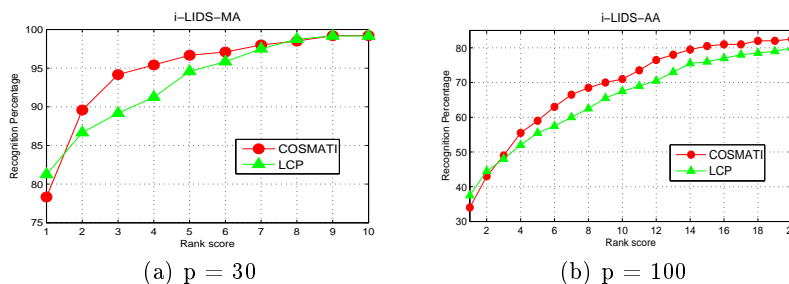 i-LIDS-MA
Recognition Percentage
100
95
90
85
80
75
COSMATI
LCP
1 2 3 4 5 6 7 8 9 10
Rank score
(a) p = 30
i-LIDS-AA
Recognition Percentage
80
70
60
50
40
30
COSMATI
LCP
2 4 6 8 10 12 14 16 18
Rank score
(b) p = 100